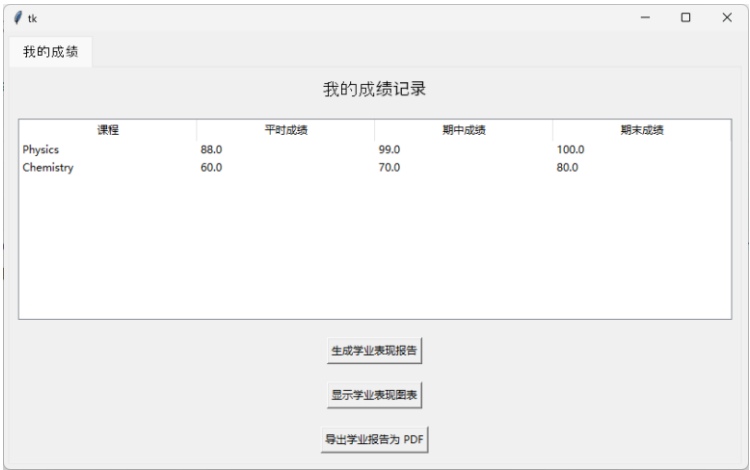 tk
我的成绩
我的成绩记录
课程 平时成绩 期中成绩 期末成绩
Physics 88.0 99.0 100.0
Chemistry 60.0 70.0 80.0
生成学业表现报告
显示学业表现图表
导出学业报告为 PDF